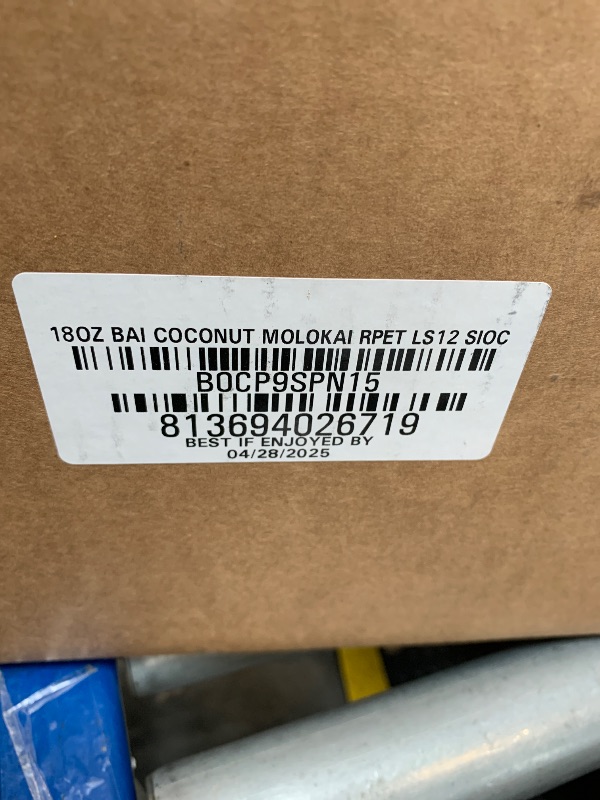 18OZ BAI COCONUT MOLOKAI RPET LS12 SIOC
B0CP9SPN15
813694026719
BEST IF ENJOYED BY
04/28/2025